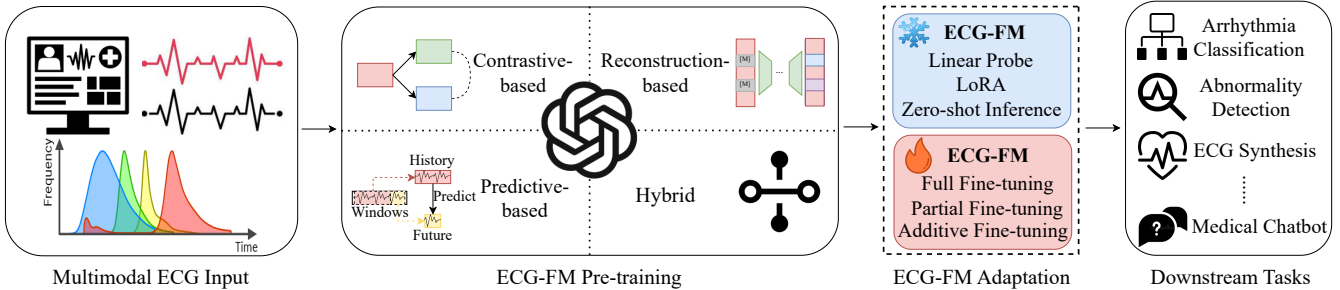 Frequency
Time
Multimodal ECG Input
Contrastive-
based
Reconstruction-
based
[M]
[M]
...
History
Predict
Windows
Future
Predictive-
based
Hybrid
ECG-FM Pre-training
ECG-FM
Linear Probe
LoRA
Zero-shot Inference
ECG-FM
Full Fine-tuning
Partial Fine-tuning
Additive Fine-tuning
ECG-FM Adaptation
Arrhythmia
Classification
Abnormality
Detection
ECG Synthesis
......
?
Medical Chatbot
Downstream Tasks